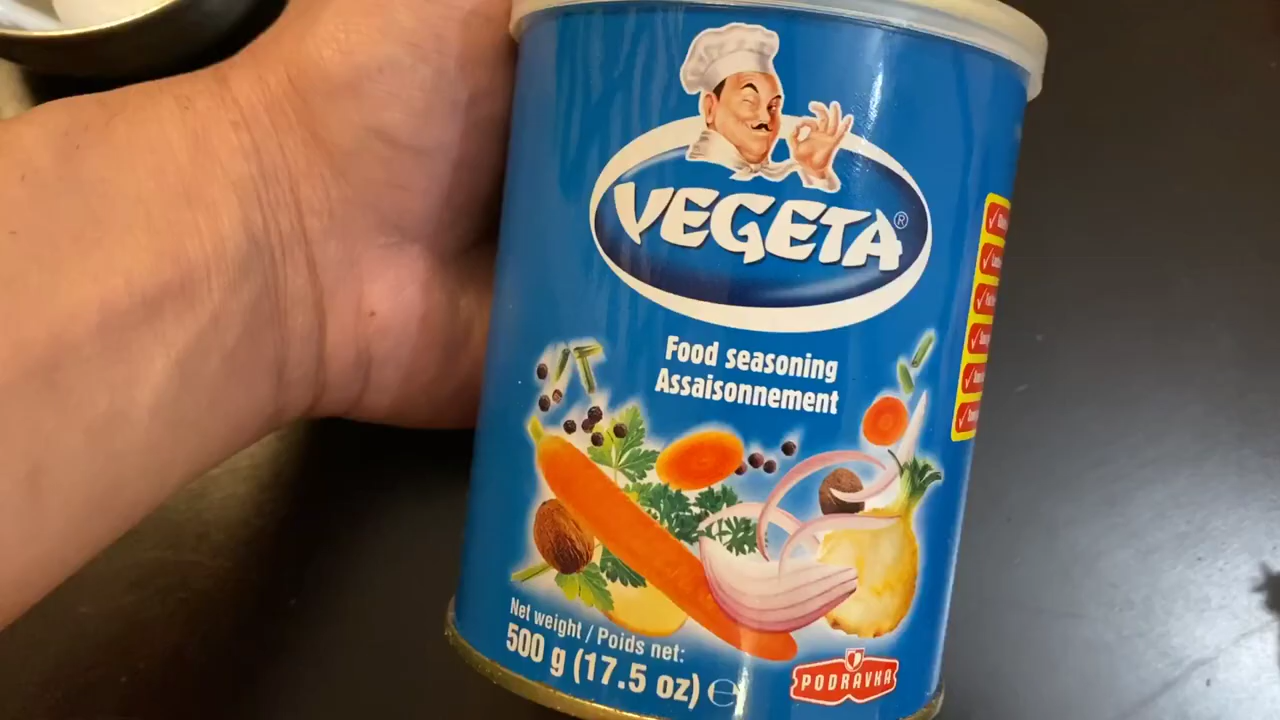 VEGETA®
Food seasoning
Assaisonnement
Net weight / Poids net:
500 g (17.5 oz) ℮
PODRAVKA